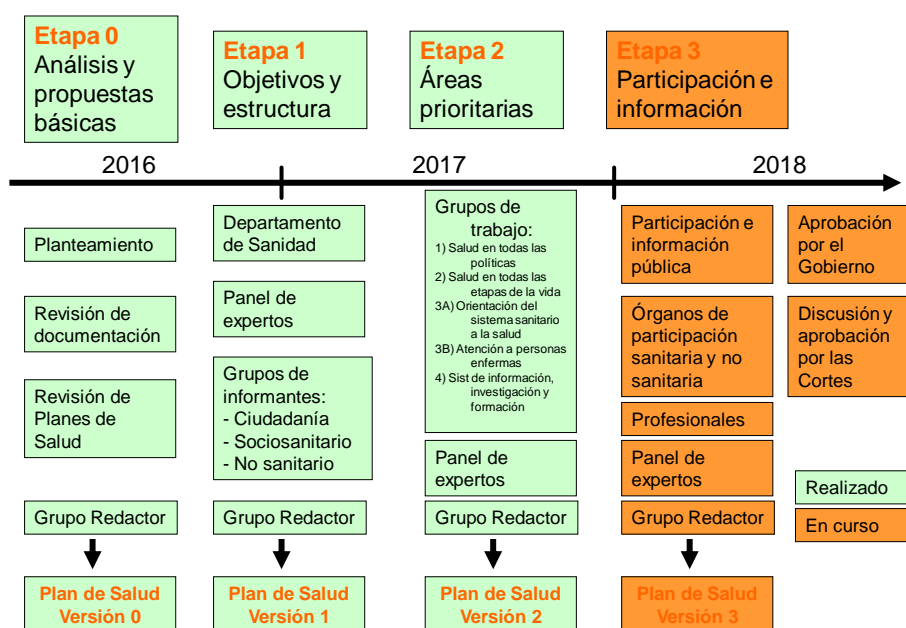 Etapa 0
Análisis y
propuestas
básicas
Etapa 1
Objetivos y
estructura
Etapa 2
Áreas
prioritarias
Etapa 3
Participación e
información
2016
2017
2018
Planteamiento
Revisión de
documentación
Revisión de
Planes de
Salud
Grupo Redactor
Plan de Salud
Versión 0
Departamento
de Sanidad
Panel de
expertos
Grupos de
informantes:
- Ciudadanía
- Sociosanitario
- No sanitario
Grupo Redactor
Plan de Salud
Versión 1
Grupos de
trabajo:
1) Salud en todas las
políticas
2) Salud en todas las
etapas de la vida
3A) Orientación del
sistema sanitario
a la salud
3B) Atención a personas
enfermas
4) Sist de información,
investigación y
formación
Panel de
expertos
Grupo Redactor
Plan de Salud
Versión 2
Participación e
información
pública
Órganos de
participación
sanitaria y no
sanitaria
Profesionales
Panel de
expertos
Grupo Redactor
Plan de Salud
Versión 3
Aprobación
por el
Gobierno
Discusión y
aprobación
por las
Cortes
Realizado
En curso